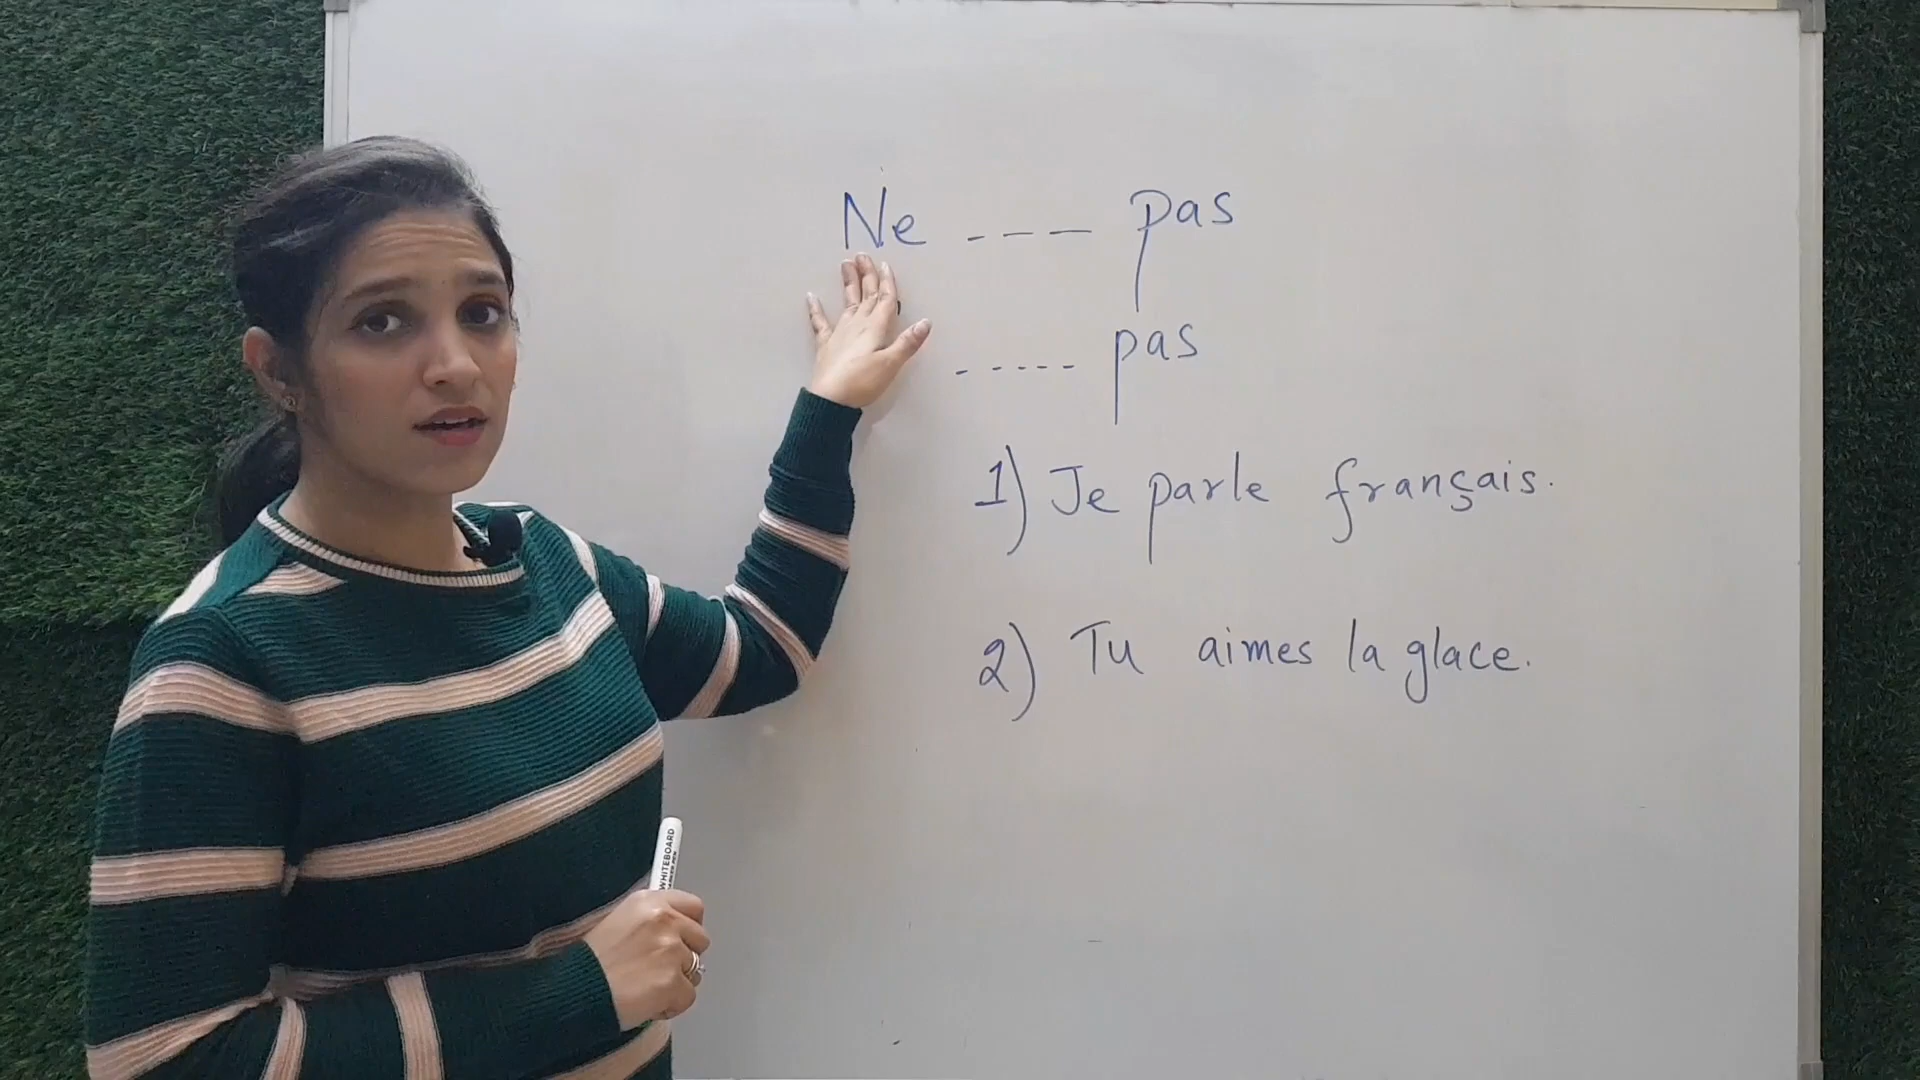 Ne --- pas
N' ----- pas
1) Je parle français.
2) Tu aimes la glace.
WHITEBOARD